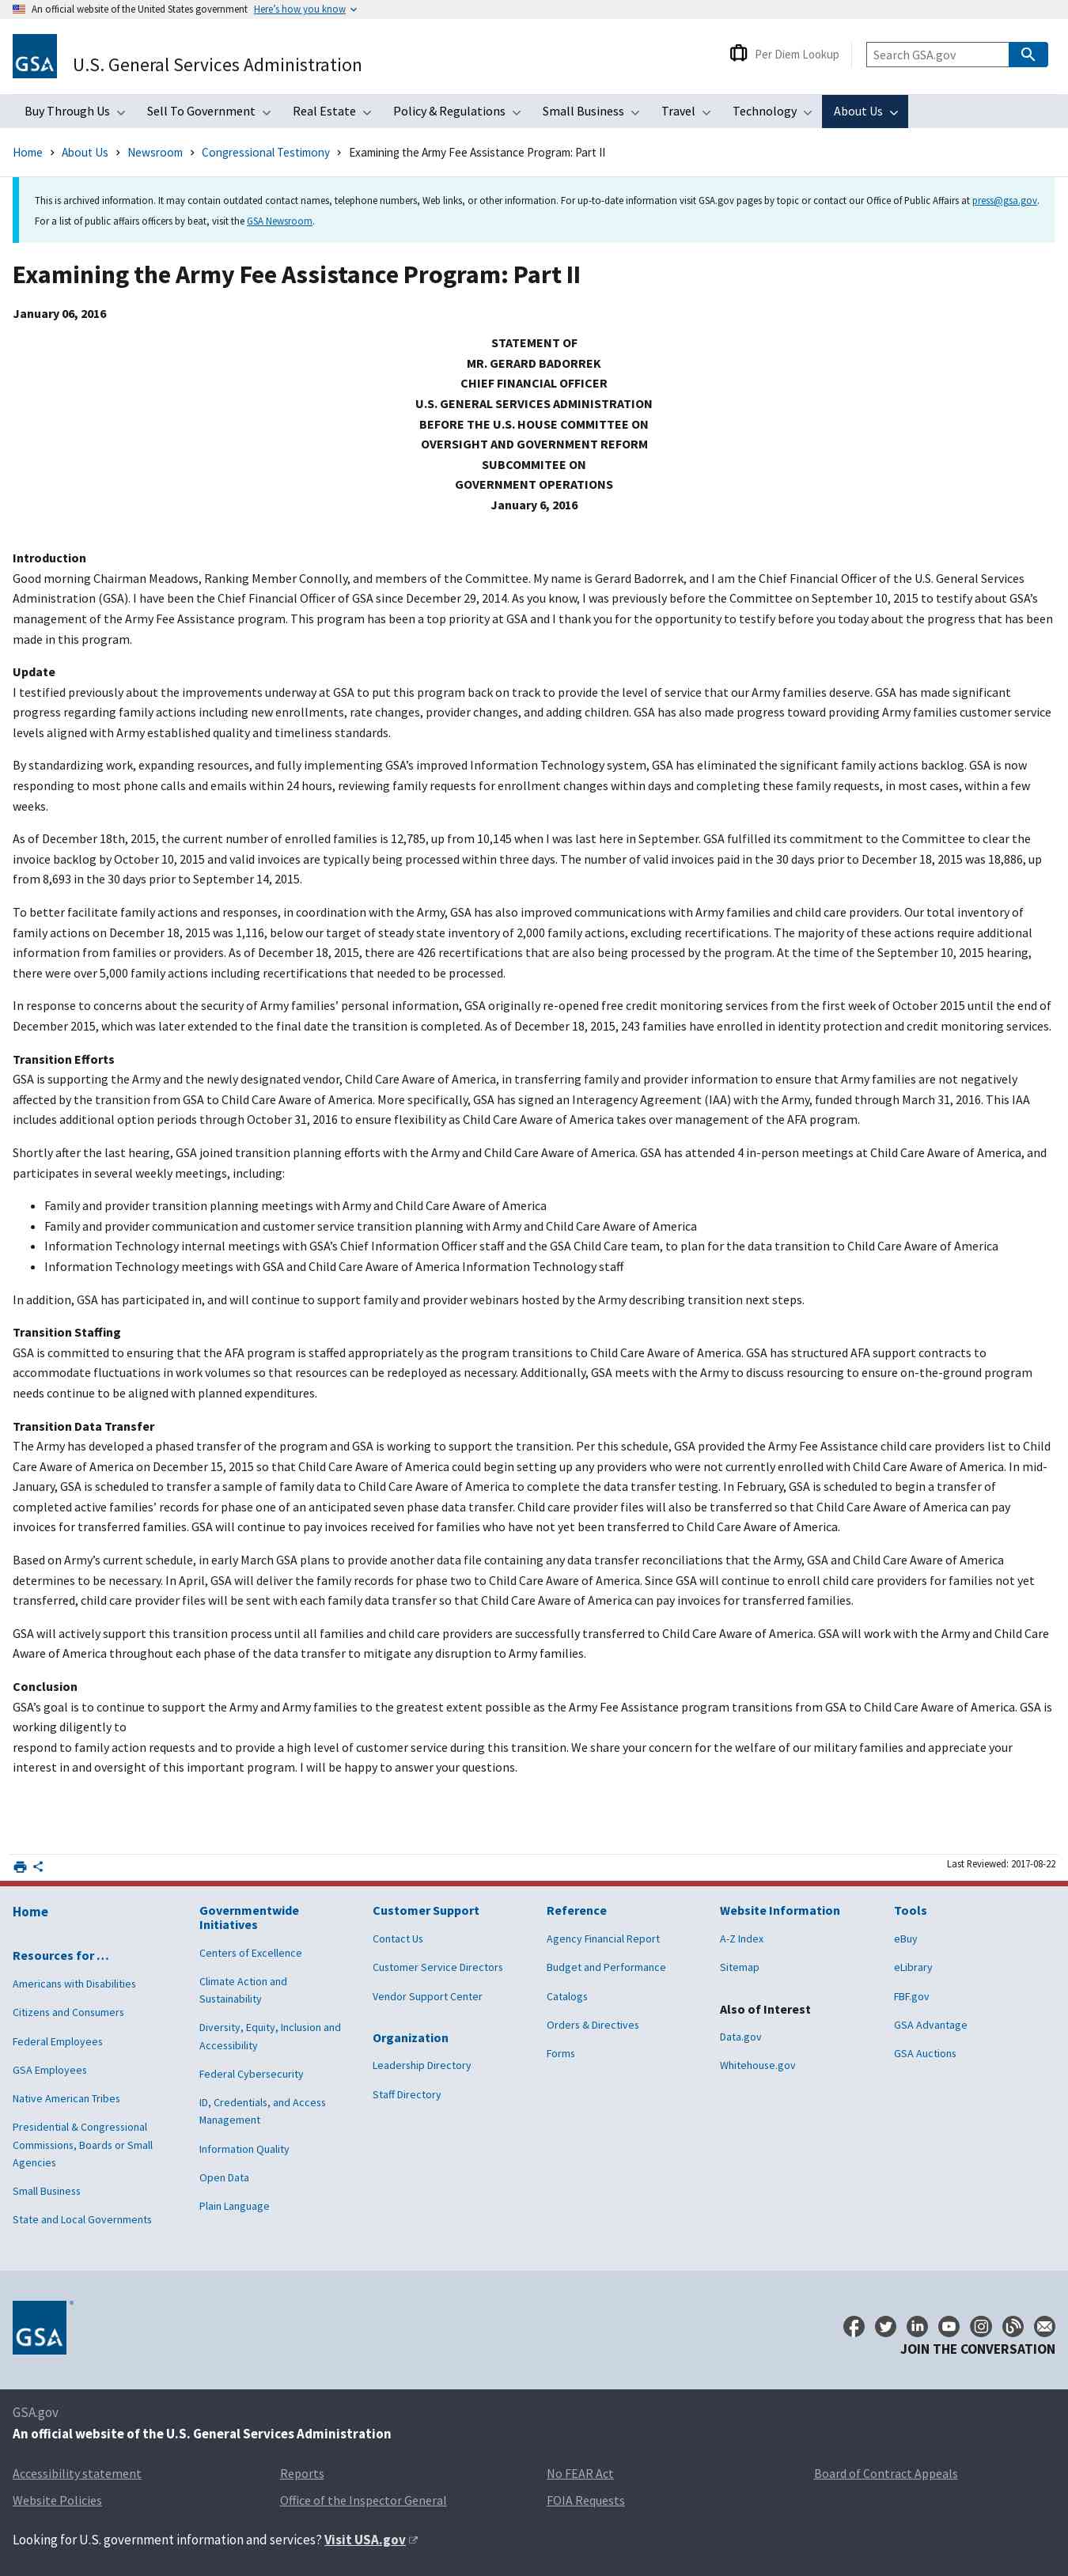 An official website of the United States government Here's how you know
GSA
U.S. General Services Administration
Per Diem Lookup
Search GSA.gov
Buy Through Us Sell To Government Real Estate Policy & Regulations Small Business Travel Technology About Us
Home › About Us › Newsroom › Congressional Testimony › Examining the Army Fee Assistance Program: Part II
This is archived information. It may contain outdated contact names, telephone numbers, Web links, or other information. For up-to-date information visit GSA.gov pages by topic or contact our Office of Public Affairs at press@gsa.gov.
For a list of public affairs officers by beat, visit the GSA Newsroom.
Examining the Army Fee Assistance Program: Part II
January 06, 2016
STATEMENT OF
MR. GERARD BADORREK
CHIEF FINANCIAL OFFICER
U.S. GENERAL SERVICES ADMINISTRATION
BEFORE THE U.S. HOUSE COMMITTEE ON
OVERSIGHT AND GOVERNMENT REFORM
SUBCOMMITEE ON
GOVERNMENT OPERATIONS
January 6, 2016
Introduction
Good morning Chairman Meadows, Ranking Member Connolly, and members of the Committee. My name is Gerard Badorrek, and I am the Chief Financial Officer of the U.S. General Services
Administration (GSA). I have been the Chief Financial Officer of GSA since December 29, 2014. As you know, I was previously before the Committee on September 10, 2015 to testify about GSA's
management of the Army Fee Assistance program. This program has been a top priority at GSA and I thank you for the opportunity to testify before you today about the progress that has been
made in this program.
Update
I testified previously about the improvements underway at GSA to put this program back on track to provide the level of service that our Army families deserve. GSA has made significant
progress regarding family actions including new enrollments, rate changes, provider changes, and adding children. GSA has also made progress toward providing Army families customer service
levels aligned with Army established quality and timeliness standards.
By standardizing work, expanding resources, and fully implementing GSA's improved Information Technology system, GSA has eliminated the significant family actions backlog. GSA is now
responding to most phone calls and emails within 24 hours, reviewing family requests for enrollment changes within days and completing these family requests, in most cases, within a few
weeks.
As of December 18th, 2015, the current number of enrolled families is 12,785, up from 10,145 when I was last here in September. GSA fulfilled its commitment to the Committee to clear the
invoice backlog by October 10, 2015 and valid invoices are typically being processed within three days. The number of valid invoices paid in the 30 days prior to December 18, 2015 was 18,886, up
from 8,693 in the 30 days prior to September 14, 2015.
To better facilitate family actions and responses, in coordination with the Army, GSA has also improved communications with Army families and child care providers. Our total inventory of
family actions on December 18, 2015 was 1,116, below our target of steady state inventory of 2,000 family actions, excluding recertifications. The majority of these actions require additional
information from families or providers. As of December 18, 2015, there are 426 recertifications that are also being processed by the program. At the time of the September 10, 2015 hearing,
there were over 5,000 family actions including recertifications that needed to be processed.
In response to concerns about the security of Army families' personal information, GSA originally re-opened free credit monitoring services from the first week of October 2015 until the end of
December 2015, which was later extended to the final date the transition is completed. As of December 18, 2015, 243 families have enrolled in identity protection and credit monitoring services.
Transition Efforts
GSA is supporting the Army and the newly designated vendor, Child Care Aware of America, in transferring family and provider information to ensure that Army families are not negatively
affected by the transition from GSA to Child Care Aware of America. More specifically, GSA has signed an Interagency Agreement (IAA) with the Army, funded through March 31, 2016. This IAA
includes additional option periods through October 31, 2016 to ensure flexibility as Child Care Aware of America takes over management of the AFA program.
Shortly after the last hearing, GSA joined transition planning efforts with the Army and Child Care Aware of America. GSA has attended 4 in-person meetings at Child Care Aware of America, and
participates in several weekly meetings, including:
• Family and provider transition planning meetings with Army and Child Care Aware of America
• Family and provider communication and customer service transition planning with Army and Child Care Aware of America
• Information Technology internal meetings with GSA's Chief Information Officer staff and the GSA Child Care team, to plan for the data transition to Child Care Aware of America
• Information Technology meetings with GSA and Child Care Aware of America Information Technology staff
In addition, GSA has participated in, and will continue to support family and provider webinars hosted by the Army describing transition next steps.
Transition Staffing
GSA is committed to ensuring that the AFA program is staffed appropriately as the program transitions to Child Care Aware of America. GSA has structured AFA support contracts to
accommodate fluctuations in work volumes so that resources can be redeployed as necessary. Additionally, GSA meets with the Army to discuss resourcing to ensure on-the-ground program
needs continue to be aligned with planned expenditures.
Transition Data Transfer
The Army has developed a phased transfer of the program and GSA is working to support the transition. Per this schedule, GSA provided the Army Fee Assistance child care providers list to Child
Care Aware of America on December 15, 2015 so that Child Care Aware of America could begin setting up any providers who were not currently enrolled with Child Care Aware of America. In mid-
January, GSA is scheduled to transfer a sample of family data to Child Care Aware of America to complete the data transfer testing. In February, GSA is scheduled to begin a transfer of
completed active families' records for phase one of an anticipated seven phase data transfer. Child care provider files will also be transferred so that Child Care Aware of America can pay
invoices for transferred families. GSA will continue to pay invoices received for families who have not yet been transferred to Child Care Aware of America.
Based on Army's current schedule, in early March GSA plans to provide another data file containing any data transfer reconciliations that the Army, GSA and Child Care Aware of America
determines to be necessary. In April, GSA will deliver the family records for phase two to Child Care Aware of America. Since GSA will continue to enroll child care providers for families not yet
transferred, child care provider files will be sent with each family data transfer so that Child Care Aware of America can pay invoices for transferred families.
GSA will actively support this transition process until all families and child care providers are successfully transferred to Child Care Aware of America. GSA will work with the Army and Child Care
Aware of America throughout each phase of the data transfer to mitigate any disruption to Army families.
Conclusion
GSA's goal is to continue to support the Army and Army families to the greatest extent possible as the Army Fee Assistance program transitions from GSA to Child Care Aware of America. GSA is
working diligently to
respond to family action requests and to provide a high level of customer service during this transition. We share your concern for the welfare of our military families and appreciate your
interest in and oversight of this important program. I will be happy to answer your questions.
Last Reviewed: 2017-08-22
Home
Resources for …
Americans with Disabilities
Citizens and Consumers
Federal Employees
GSA Employees
Native American Tribes
Presidential & Congressional
Commissions, Boards or Small
Agencies
Small Business
State and Local Governments
Governmentwide
Initiatives
Centers of Excellence
Climate Action and
Sustainability
Diversity, Equity, Inclusion and
Accessibility
Federal Cybersecurity
ID, Credentials, and Access
Management
Information Quality
Open Data
Plain Language
Customer Support
Contact Us
Customer Service Directors
Vendor Support Center
Organization
Leadership Directory
Staff Directory
Reference
Agency Financial Report
Budget and Performance
Catalogs
Orders & Directives
Forms
Website Information
A-Z Index
Sitemap
Also of Interest
Data.gov
Whitehouse.gov
Tools
eBuy
eLibrary
FBF.gov
GSA Advantage
GSA Auctions
GSA
JOIN THE CONVERSATION
GSA.gov
An official website of the U.S. General Services Administration
Accessibility statement Reports No FEAR Act Board of Contract Appeals
Website Policies Office of the Inspector General FOIA Requests
Looking for U.S. government information and services? Visit USA.gov